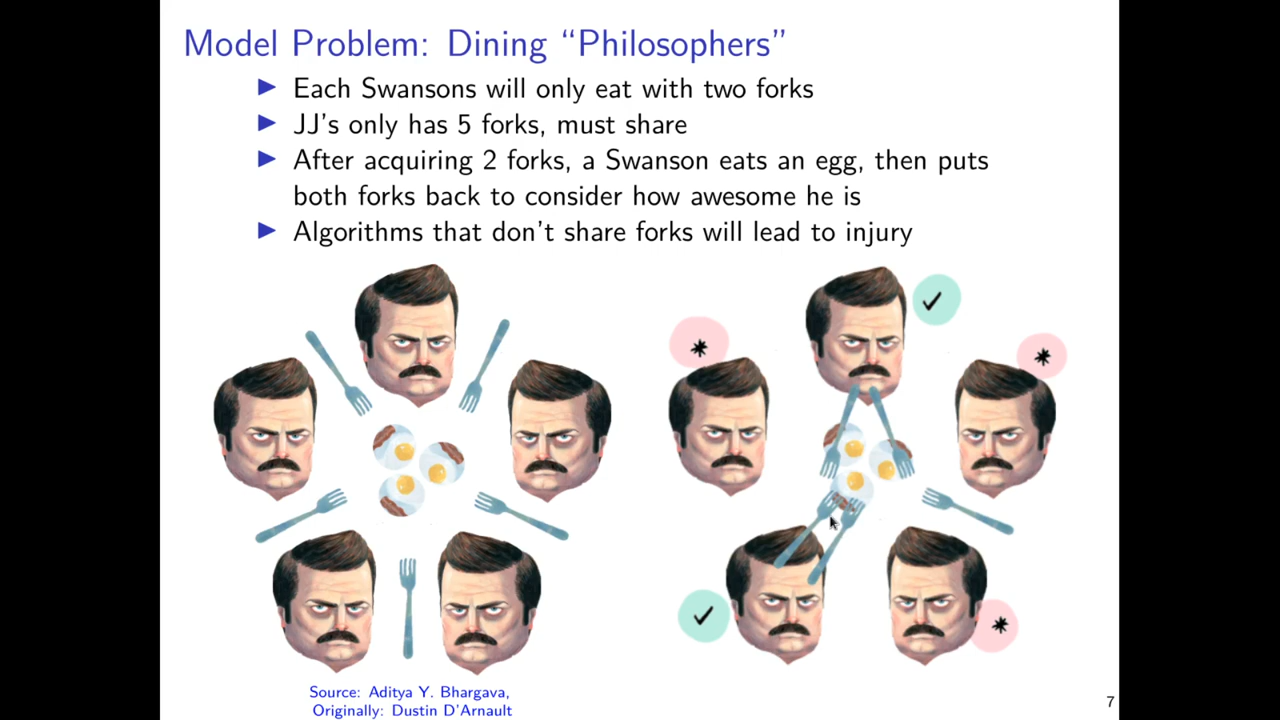 Model Problem: Dining “Philosophers”
▶ Each Swansons will only eat with two forks
▶ JJ's only has 5 forks, must share
▶ After acquiring 2 forks, a Swanson eats an egg, then puts
both forks back to consider how awesome he is
▶ Algorithms that don't share forks will lead to injury
Source: Aditya Y. Bhargava,
Originally: Dustin D'Arnault
7